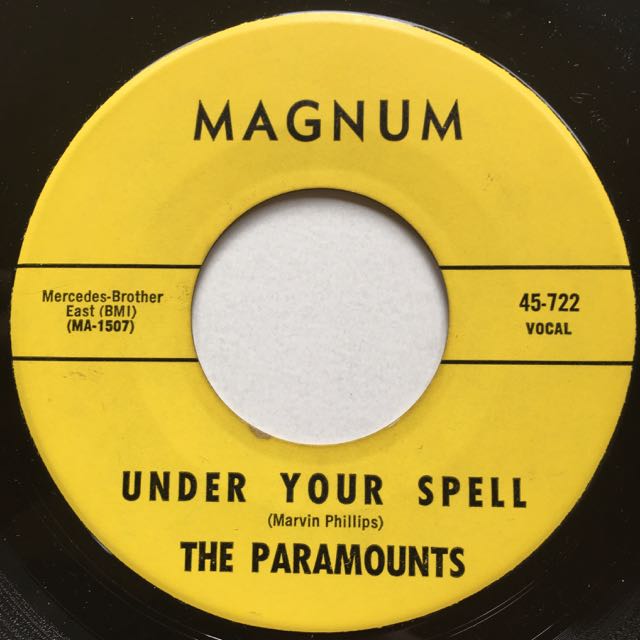 MAGNUM
Mercedes-Brother
East (BMI)
(MA-1507)
45-722
VOCAL
UNDER YOUR SPELL
(Marvin Phillips)
THE PARAMOUNTS